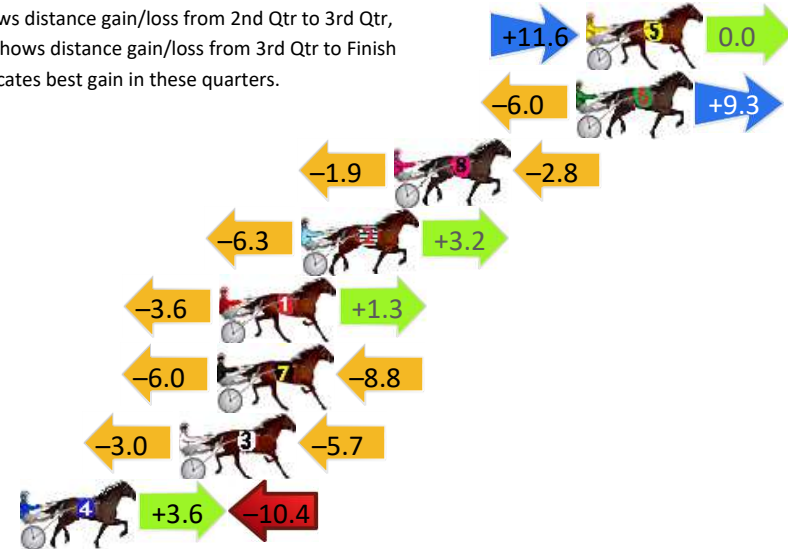 ws distance gain/loss from 2nd Qtr to 3rd Qtr,
hows distance gain/loss from 3rd Qtr to Finish
cates best gain in these quarters.
+11.6 5 0.0
–6.0 6 +9.3
–1.9 8 –2.8
–6.3 2 +3.2
–3.6 1 +1.3
–6.0 7 –8.8
–3.0 3 –5.7
4 +3.6 –10.4